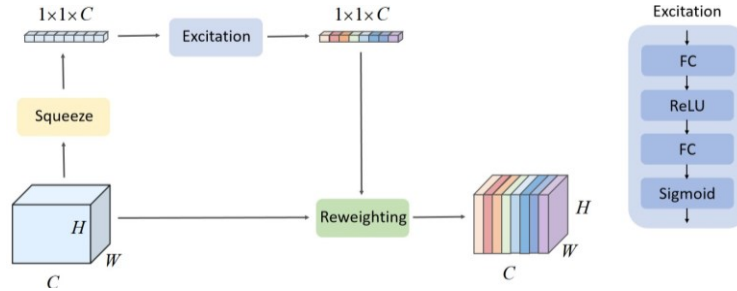 1×1×C
Excitation
1×1×C
Squeeze
H
W
C
Reweighting
H
W
C
Excitation
FC
ReLU
FC
Sigmoid